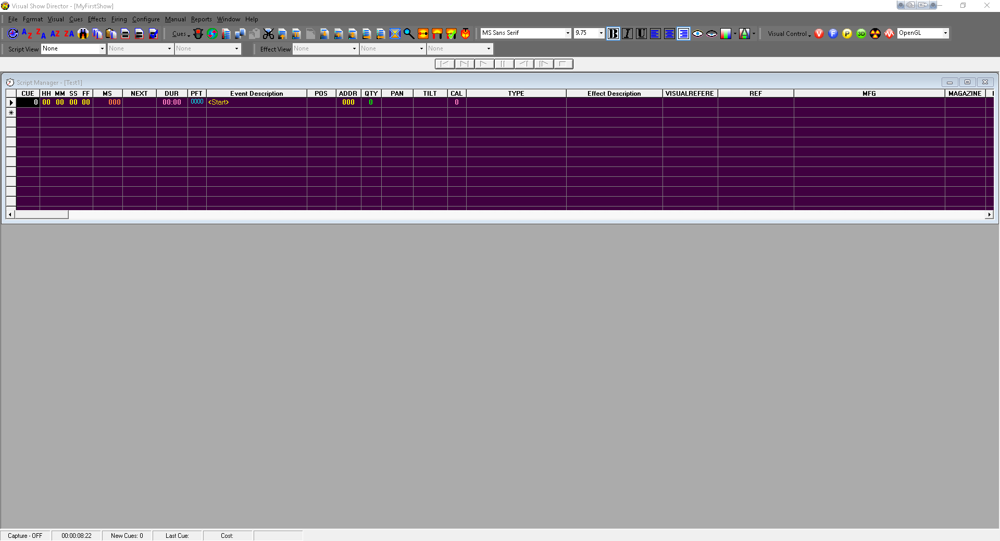 Visual Show Director - [MyFirstShow]
File Format Visual Cues Effects Firing Configure Manual Reports Window Help
Cues MS Sans Serif 9.75 B I U Visual Control V F P 3D OpenGL
Script View None None None Effect View None None None
Script Manager - [Test1]
CUE HH MM SS FF MS NEXT DUR PFT Event Description POS ADDR QTY PAN TILT CAL TYPE Effect Description VISUALREFERE REF MFG MAGAZINE
0 00 00 00 00 000 00:00 0000 <Start> 000 0 0
Capture - OFF 00:00:08:22 New Cues: 0 Last Cue: Cost: